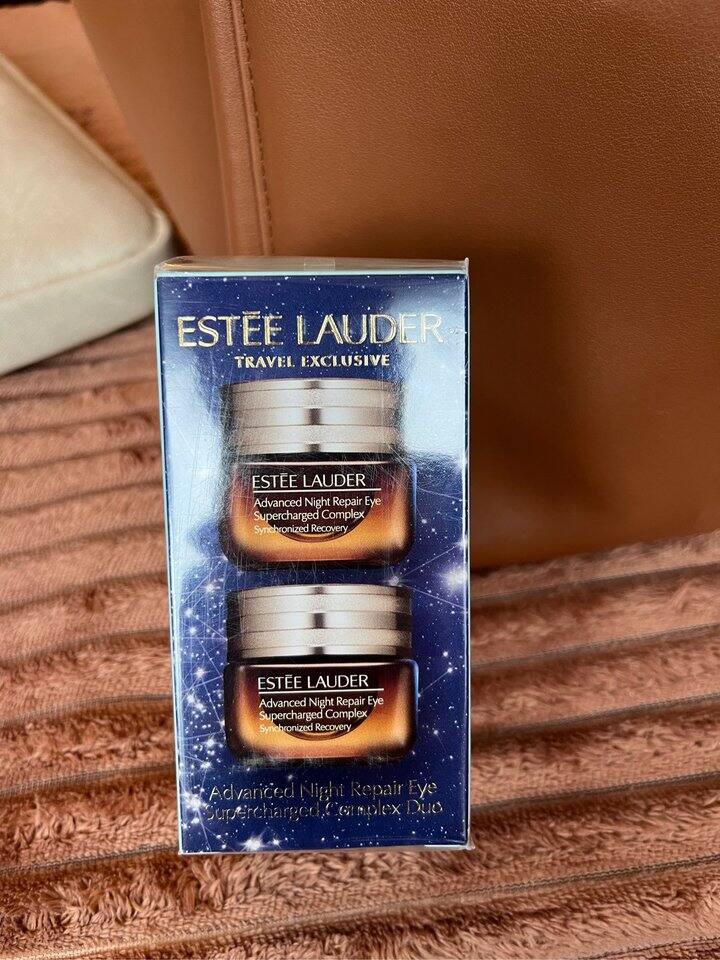 ESTĒE LAUDER
TRAVEL EXCLUSIVE
ESTĒE LAUDER
Advanced Night Repair Eye
Supercharged Complex
Synchronized Recovery
ESTĒE LAUDER
Advanced Night Repair Eye
Supercharged Complex
Synchronized Recovery
Advanced Night Repair Eye
Supercharged Complex Duo